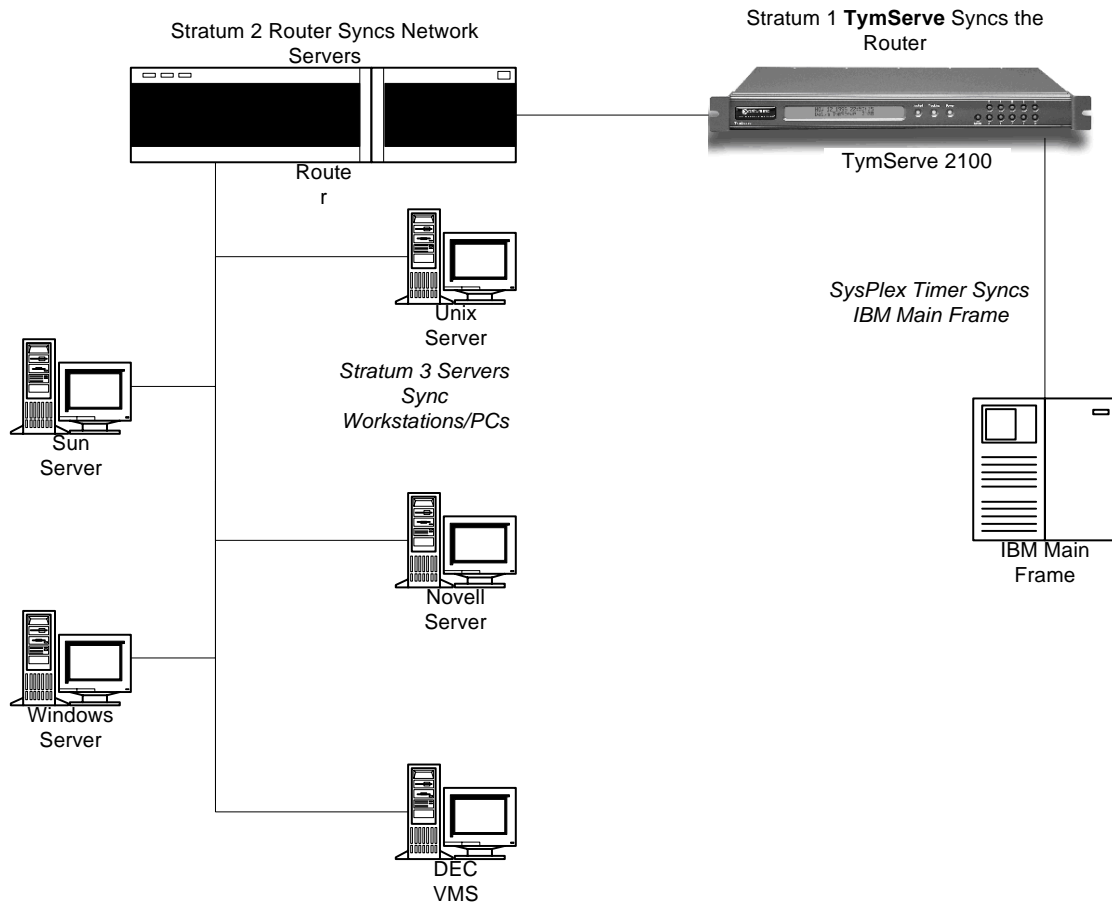 Stratum 2 Router Syncs Network
Servers
Stratum 1 TymServe Syncs the
Router
Route
r
TymServe 2100
Unix
Server
SysPlex Timer Syncs
IBM Main Frame
Stratum 3 Servers
Sync
Workstations/PCs
Sun
Server
Novell
Server
IBM Main
Frame
Windows
Server
DEC
VMS